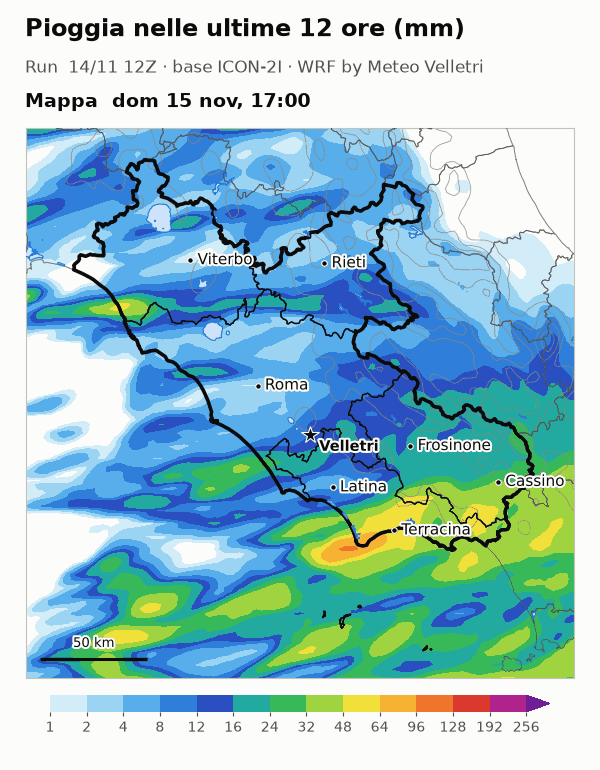 Pioggia nelle ultime 12 ore (mm)
Run 14/11 12Z · base ICON-2I · WRF by Meteo Velletri
Mappa dom 15 nov, 17:00
Viterbo
Rieti
Roma
Velletri
Frosinone
Latina
Cassino
Terracina
50 km
1 2 4 8 12 16 24 32 48 64 96 128 192 256